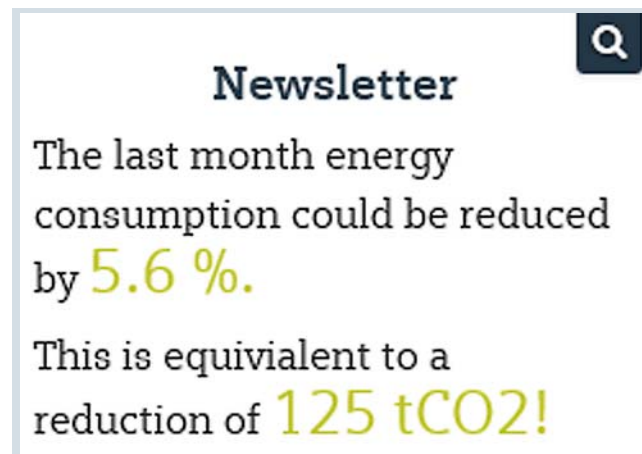 Newsletter
The last month energy
consumption could be reduced
by 5.6 %.
This is equivialent to a
reduction of 125 tCO2!